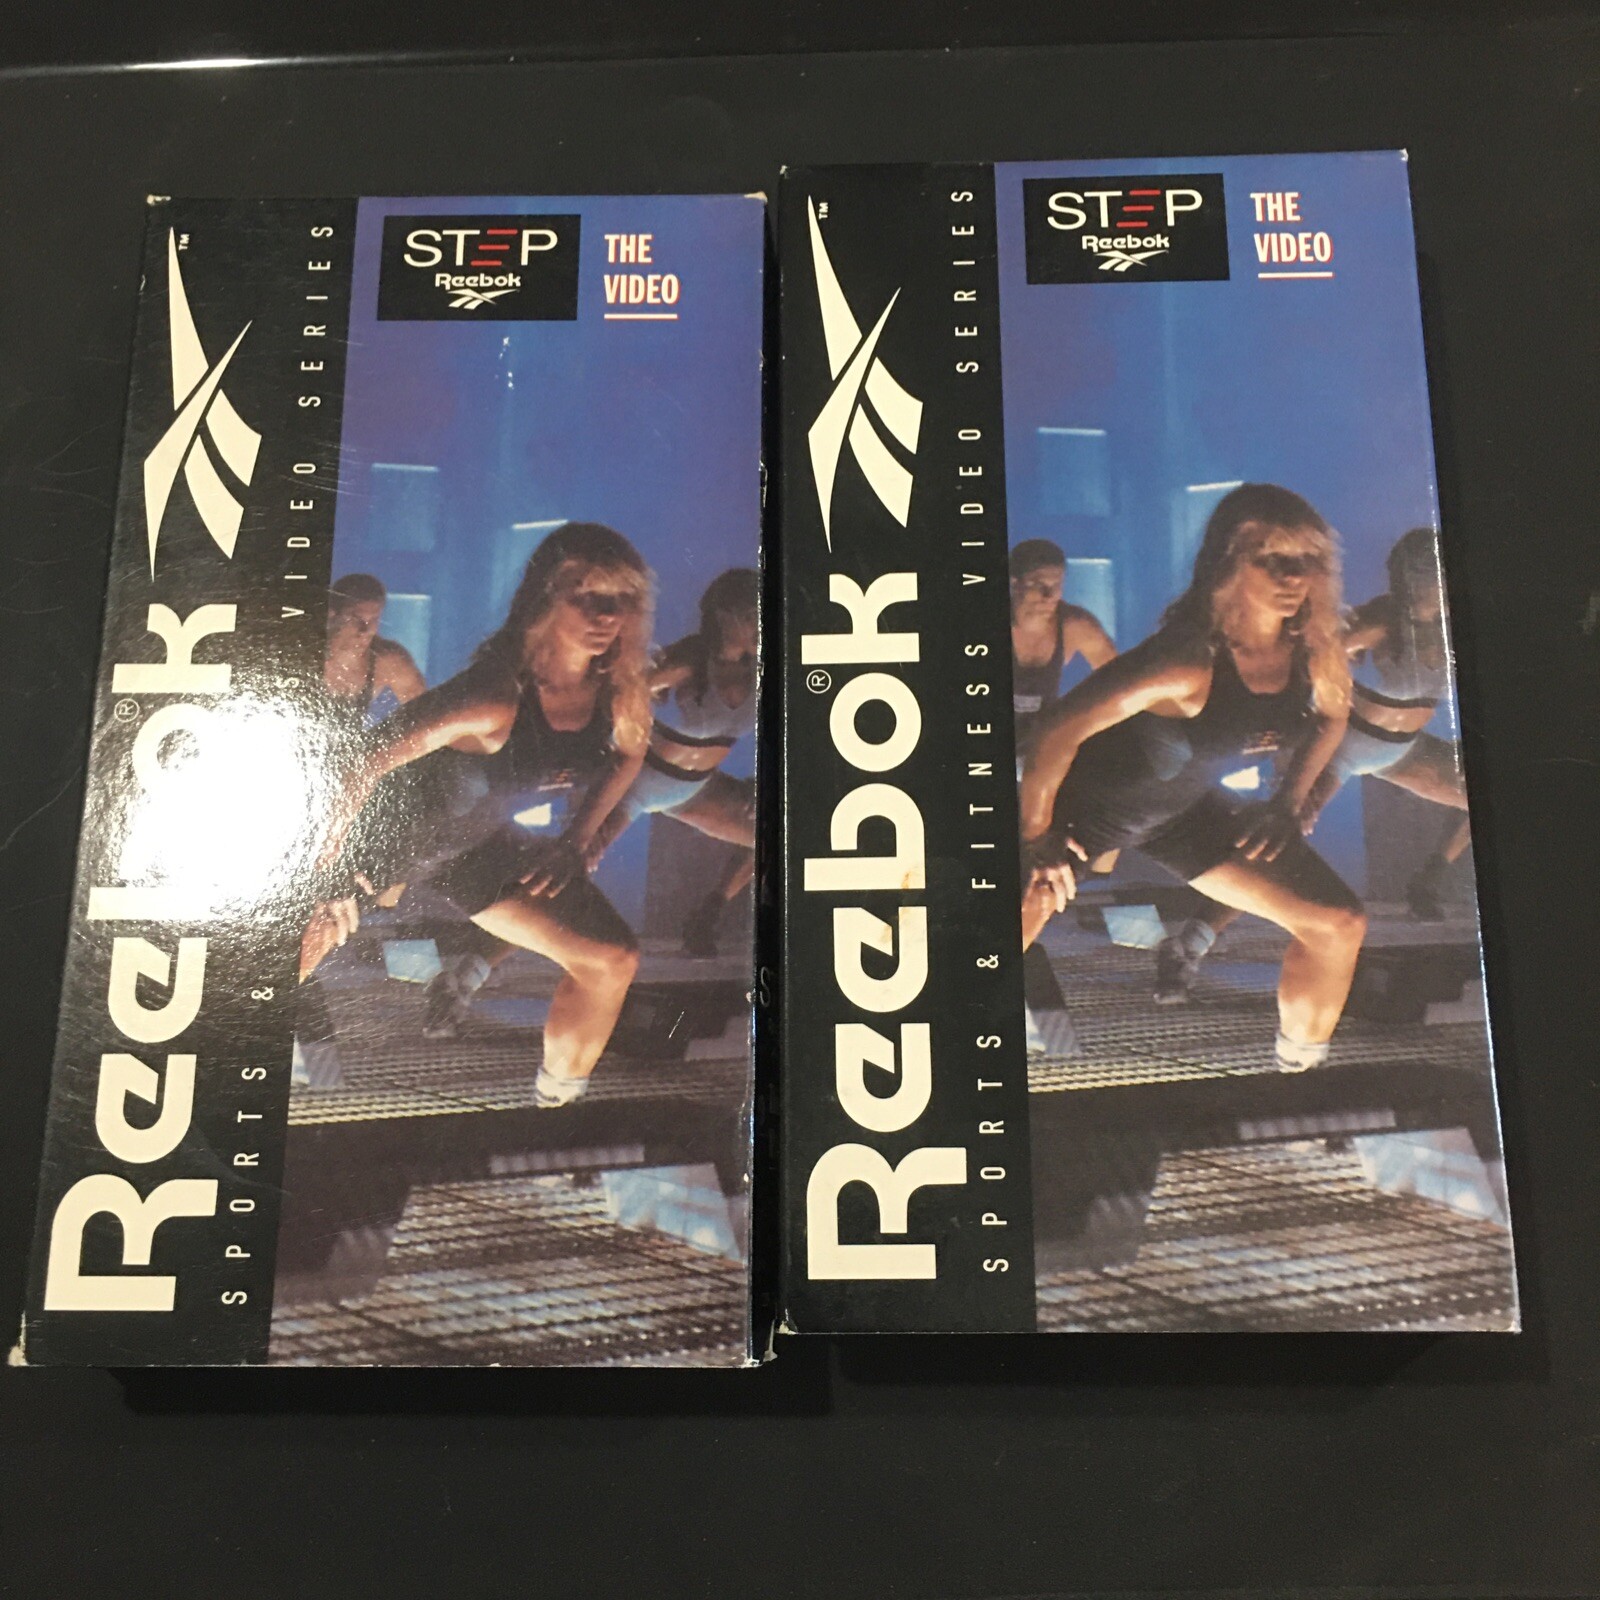 STEP
Reebok
THE
VIDEO
Reebok®
™
SPORTS & S VIDEO SERIES
STEP
Reebok
THE
VIDEO
Reebok®
™
SPORTS & FITNESS VIDEO SERIES